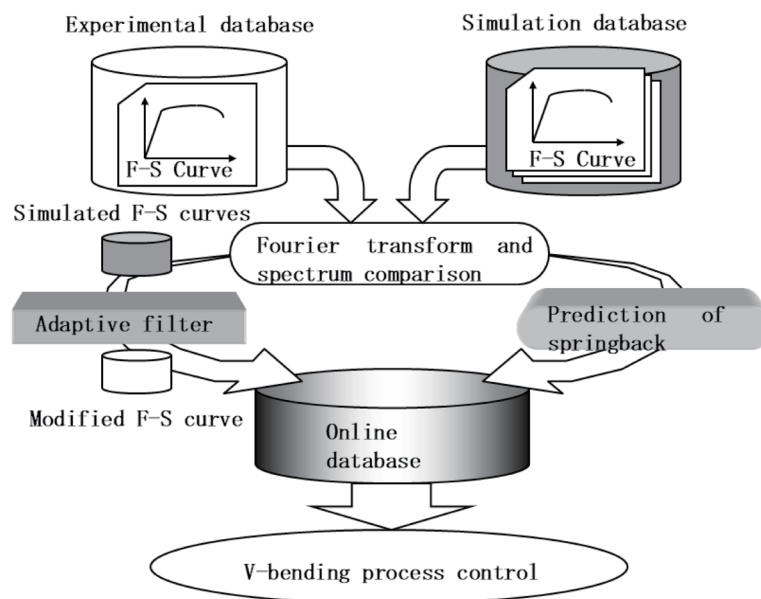 Experimental database
Simulation database
F-S Curve
F-S Curve
Simulated F-S curves
Fourier transform and
spectrum comparison
Adaptive filter
Prediction of
springback
Modified F-S curve
Online
database
V-bending process control